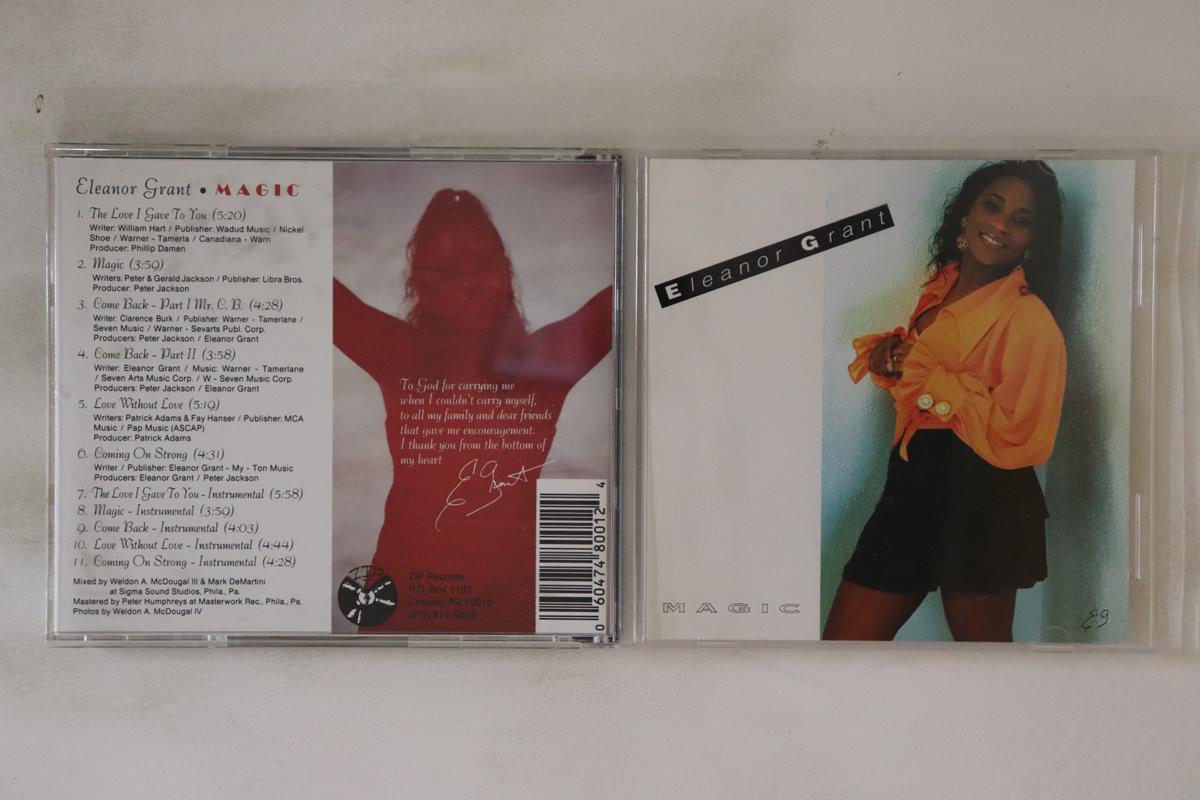 Eleanor Grant • MAGIC
1. The Love I Gave To You (5:20)
Writer: William Hart / Publisher: Wadud Music / Nickel
Shoe / Warner - Tamerla / Canadiana - Warn
Producer: Phillip Damen
2. Magic (3:59)
Writers: Peter & Gerald Jackson / Publisher: Libra Bros.
Producer: Peter Jackson
3. Come Back - Part I Mr. C. B. (4:28)
Writer: Clarence Burk / Publisher: Warner - Tamerlane /
Seven Music / Warner - Sevarts Publ. Corp.
Producers: Peter Jackson / Eleanor Grant
4. Come Back - Part II (3:58)
Writer: Eleanor Grant / Music: Warner - Tamerlane
/ Seven Arts Music Corp. / W - Seven Music Corp.
Producers: Peter Jackson / Eleanor Grant
5. Love Without Love (5:19)
Writers: Patrick Adams & Fay Hanser / Publisher: MCA
Music / Pap Music (ASCAP)
Producer: Patrick Adams
6. Coming On Strong (4:31)
Writer / Publisher: Eleanor Grant - My - Ton Music
Producers: Eleanor Grant / Peter Jackson
7. The Love I Gave To You - Instrumental (5:58)
8. Magic - Instrumental (3:59)
9. Come Back - Instrumental (4:03)
10. Love Without Love - Instrumental (4:44)
11. Coming On Strong - Instrumental (4:28)
Mixed by Weldon A. McDougal III & Mark DeMartini
at Sigma Sound Studios, Phila., Pa.
Mastered by Peter Humphreys at Masterwork Rec., Phila., Pa.
Photos by Weldon A. McDougal IV
To God for carrying me
when I couldn't carry myself,
to all my family and dear friends
that gave me encouragement.
I thank you from the bottom of
my heart
E Grant
ZIP
ZIP Records
P.O. Box 1133
Chester, PA 19016
(215) 874-9202
0 60474 80012 4
Eleanor Grant
MAGIC
EG